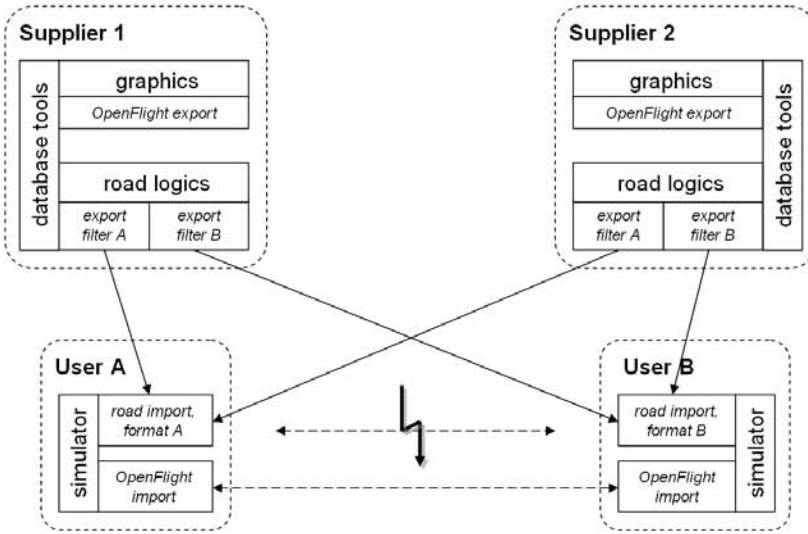 Supplier 1
database tools
graphics
OpenFlight export
road logics
export
filter A
export
filter B
Supplier 2
graphics
OpenFlight export
road logics
export
filter A
export
filter B
database tools
User A
simulator
road import,
format A
OpenFlight
import
User B
road import,
format B
OpenFlight
import
simulator